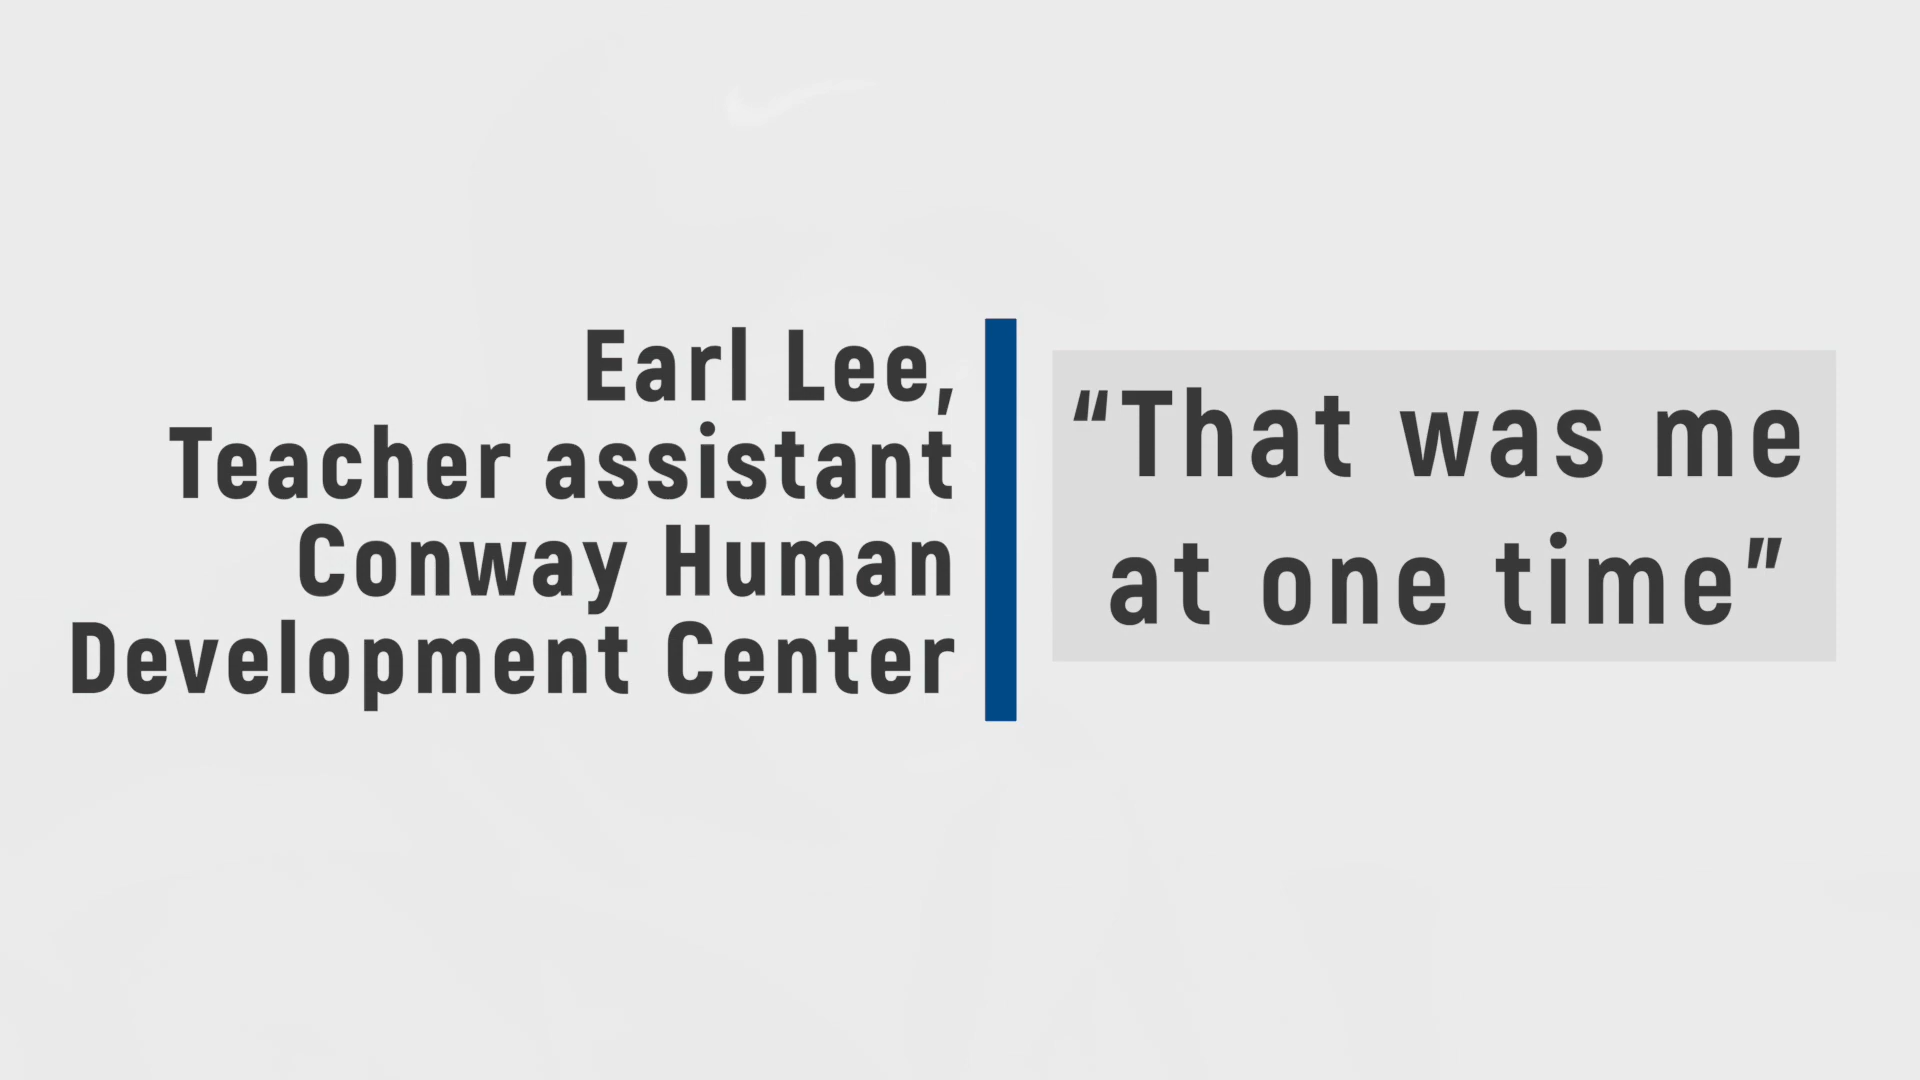 Earl Lee,
Teacher assistant
Conway Human
Development Center
“That was me
at one time”